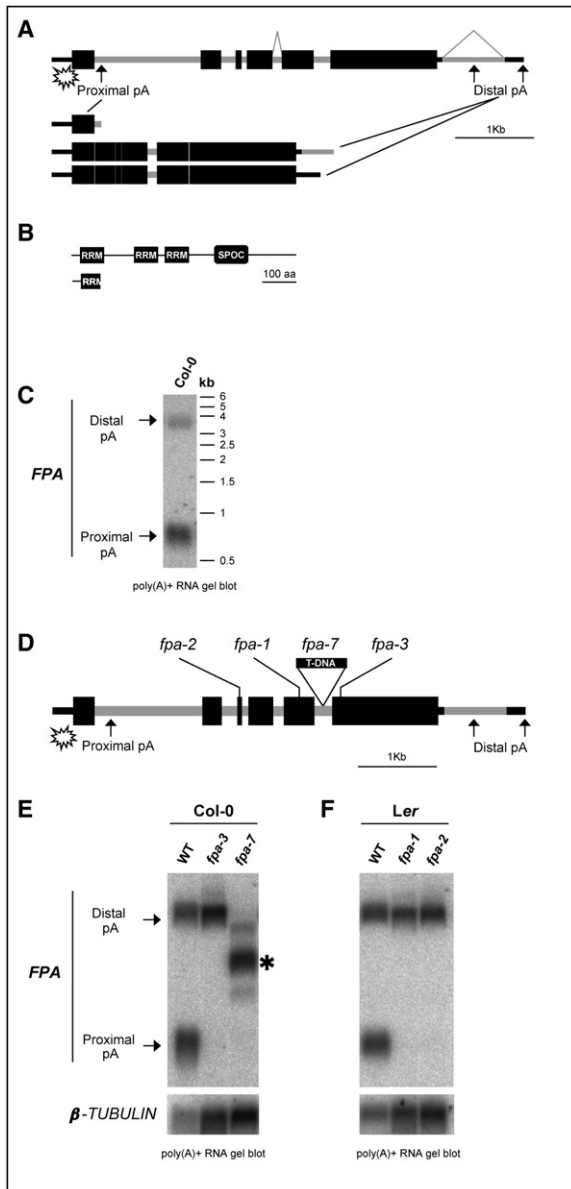 A
Proximal pA
Distal pA
1Kb
B
RRM RRM RRM SPOC
RRM
100 aa
C
Col-0
kb
6
5
4
3
2.5
2
1.5
1
0.5
FPA
Distal pA
Proximal pA
poly(A)+ RNA gel blot
D
fpa-2 fpa-1 fpa-7 fpa-3
T-DNA
Proximal pA
Distal pA
1Kb
E
Col-0
WT fpa-3 fpa-7
FPA
Distal pA
*
Proximal pA
β-TUBULIN
poly(A)+ RNA gel blot
F
Ler
WT fpa-1 fpa-2
poly(A)+ RNA gel blot